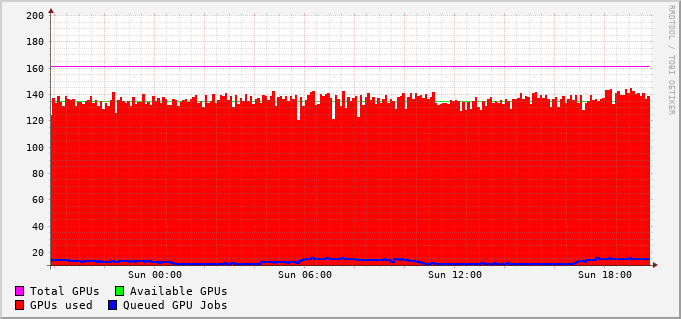 200
180
160
140
120
100
80
60
40
20
Sun 00:00 Sun 06:00 Sun 12:00 Sun 18:00
Total GPUs Available GPUs
GPUs used Queued GPU Jobs
RRDTOOL / TOBI OETIKER